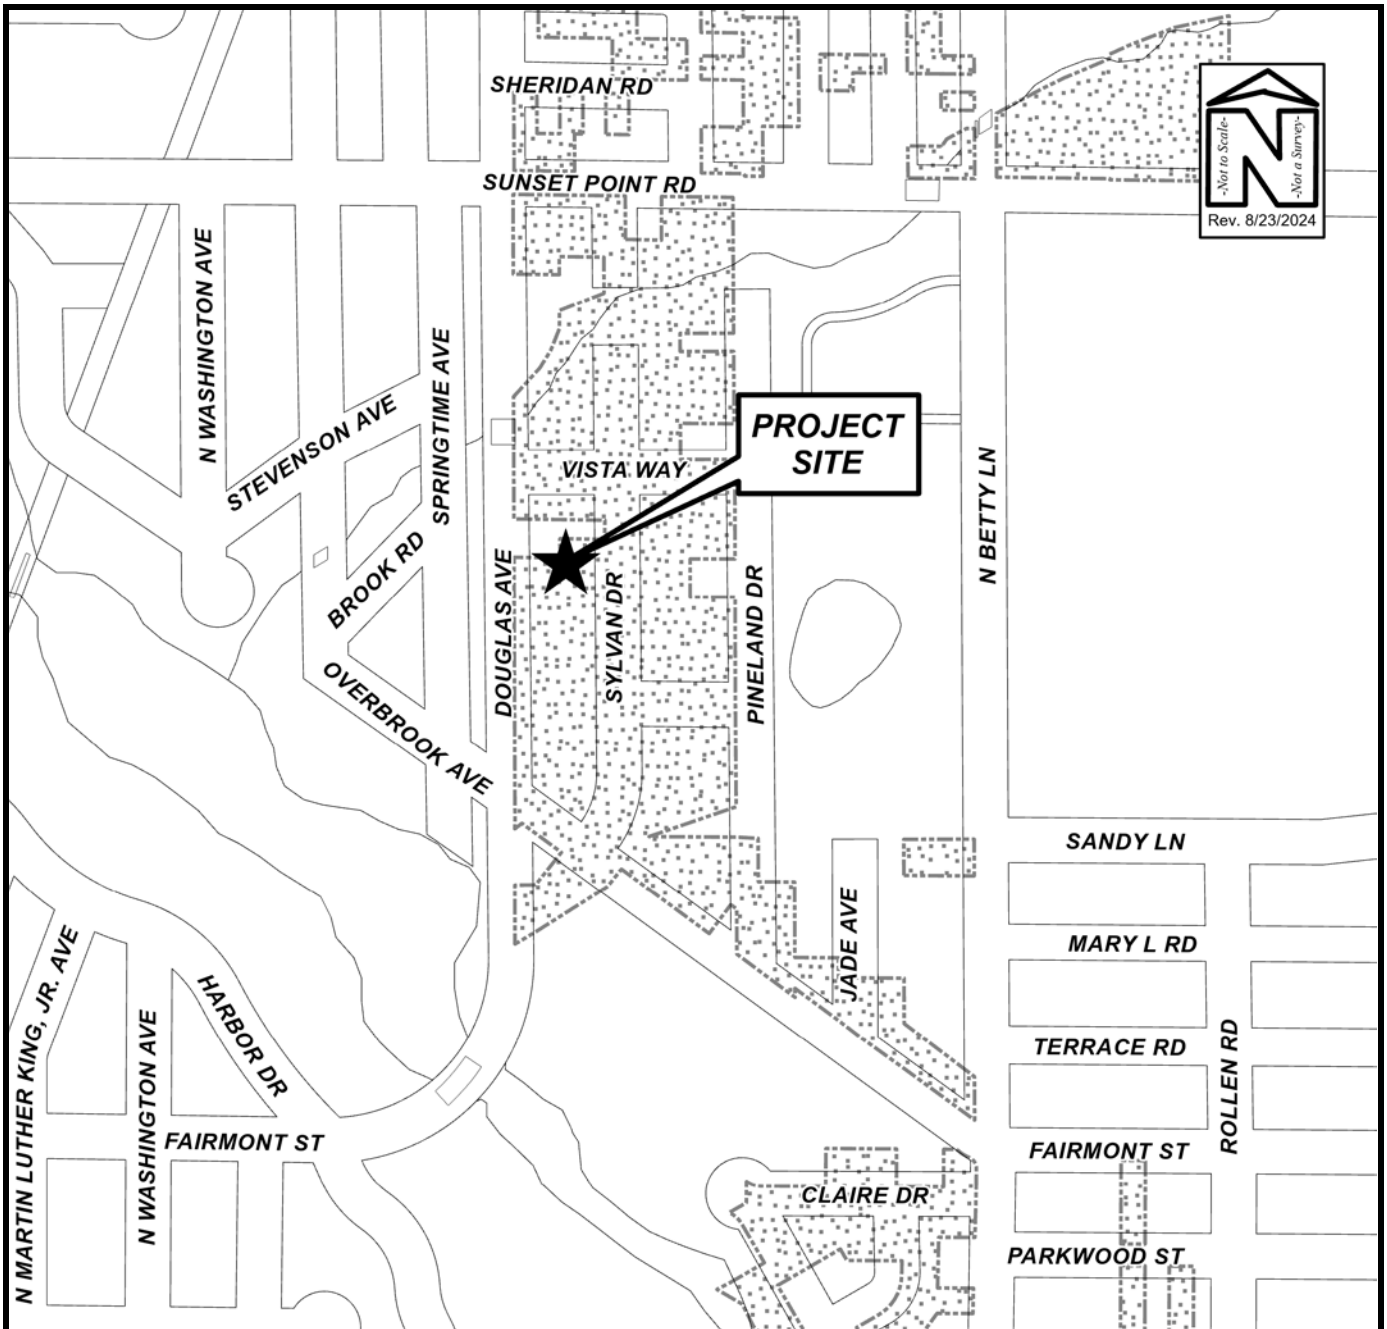 SHERIDAN RD
SUNSET POINT RD
-Not to Scale-
-Not a Survey-
N
Rev. 8/23/2024
N WASHINGTON AVE
STEVENSON AVE
SPRINGTIME AVE
PROJECT
SITE
VISTA WAY
N BETTY LN
BROOK RD
DOUGLAS AVE
SYLVAN DR
PINELAND DR
OVERBROOK AVE
SANDY LN
JADE AVE
MARY L RD
N MARTIN LUTHER KING, JR. AVE
HARBOR DR
N WASHINGTON AVE
TERRACE RD
ROLLEN RD
FAIRMONT ST
FAIRMONT ST
CLAIRE DR
PARKWOOD ST